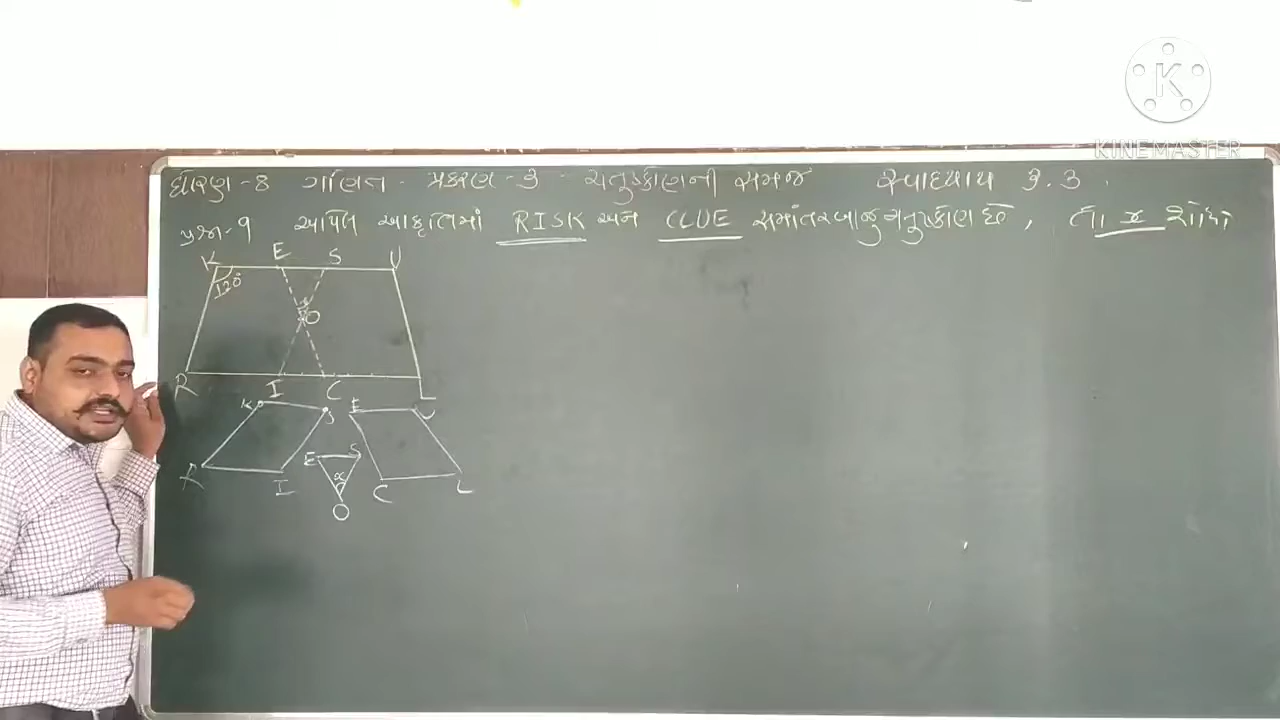 K
KINEMASTER
ધોરણ-8 ગણિત - પ્રકરણ-3 - ચતુષ્કોણની સમજ સ્વાધ્યાય 3.3
પ્રશ્ન-૧ આપેલ આકૃતિમાં RISK અને CLUE સમાંતરબાજુ ચતુષ્કોણ છે, તો x શોધો
K E S U
120°
O
R I C L
K S E U
E S
x
R I C L
O